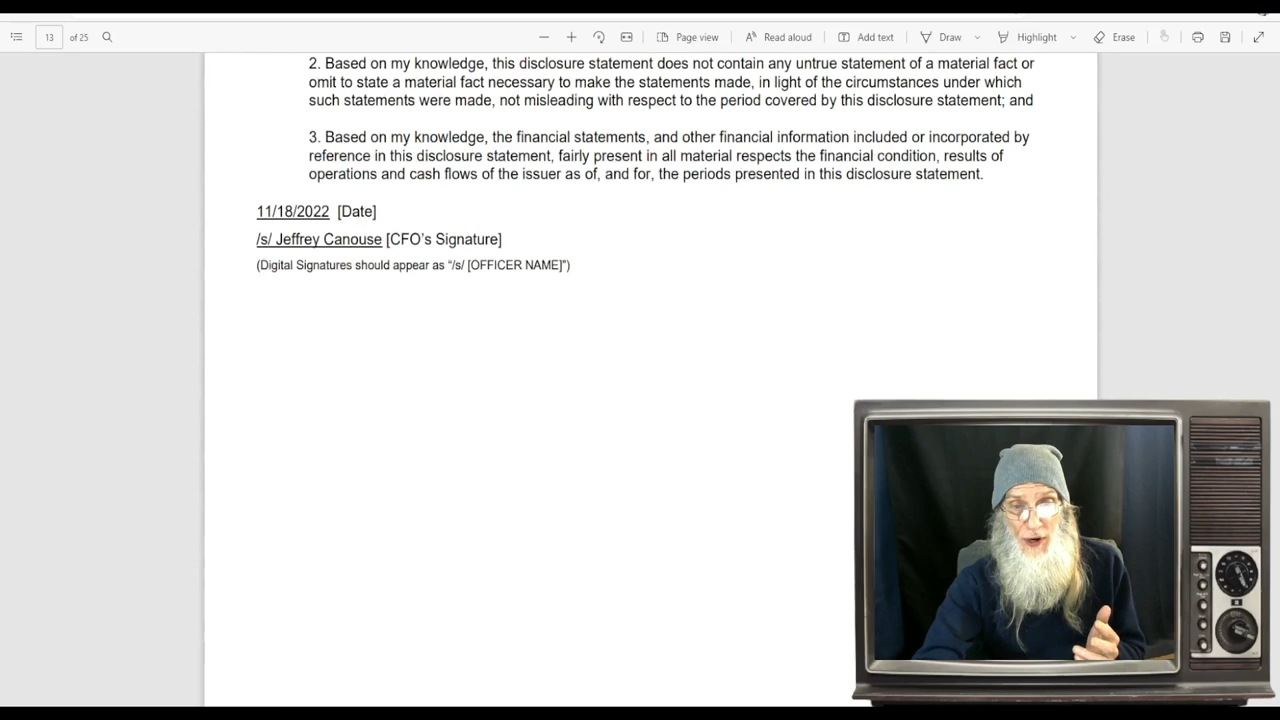 13 of 25 Page view Read aloud Add text Draw Highlight Erase
2. Based on my knowledge, this disclosure statement does not contain any untrue statement of a material fact or
omit to state a material fact necessary to make the statements made, in light of the circumstances under which
such statements were made, not misleading with respect to the period covered by this disclosure statement; and
3. Based on my knowledge, the financial statements, and other financial information included or incorporated by
reference in this disclosure statement, fairly present in all material respects the financial condition, results of
operations and cash flows of the issuer as of, and for, the periods presented in this disclosure statement.
11/18/2022 [Date]
/s/ Jeffrey Canouse [CFO’s Signature]
(Digital Signatures should appear as “/s/ [OFFICER NAME]”)